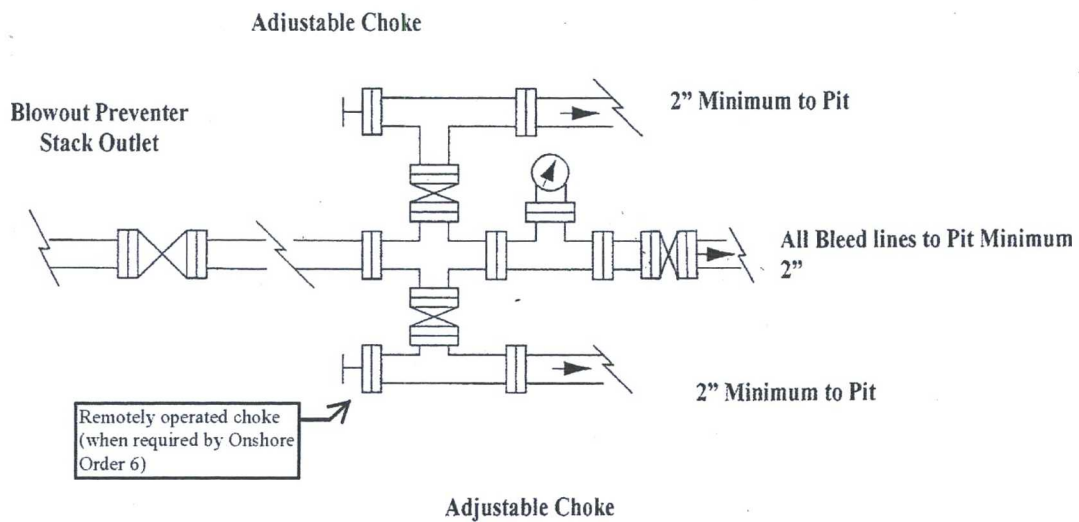 Adjustable Choke
Blowout Preventer
Stack Outlet
2” Minimum to Pit
All Bleed lines to Pit Minimum
2”
2” Minimum to Pit
Remotely operated choke
(when required by Onshore
Order 6)
Adjustable Choke